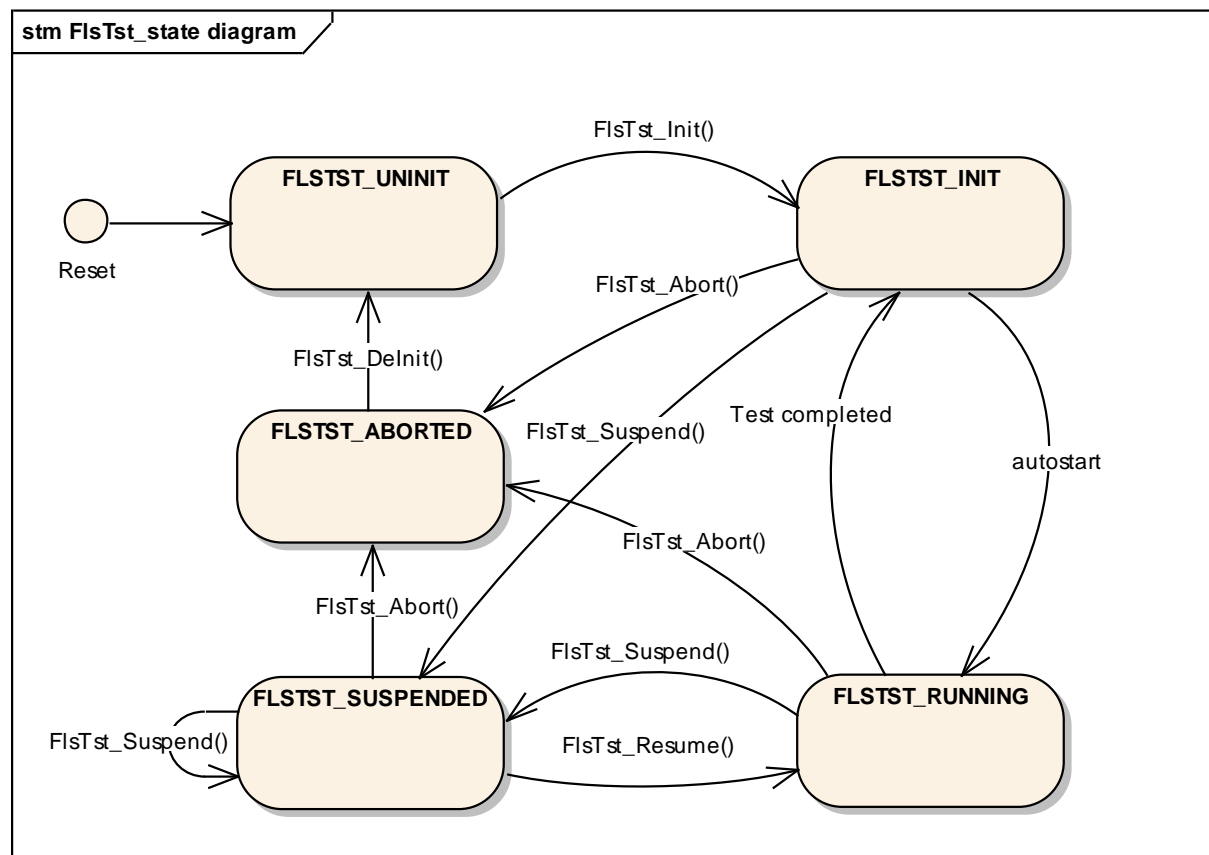 stm FlsTst_state diagram
FlsTst_Init()
FLSTST_UNINIT
FLSTST_INIT
Reset
FlsTst_Abort()
FlsTst_DeInit()
FLSTST_ABORTED
FlsTst_Suspend()
Test completed
autostart
FlsTst_Abort()
FlsTst_Abort()
FlsTst_Suspend()
FLSTST_SUSPENDED
FLSTST_RUNNING
FlsTst_Suspend()
FlsTst_Resume()